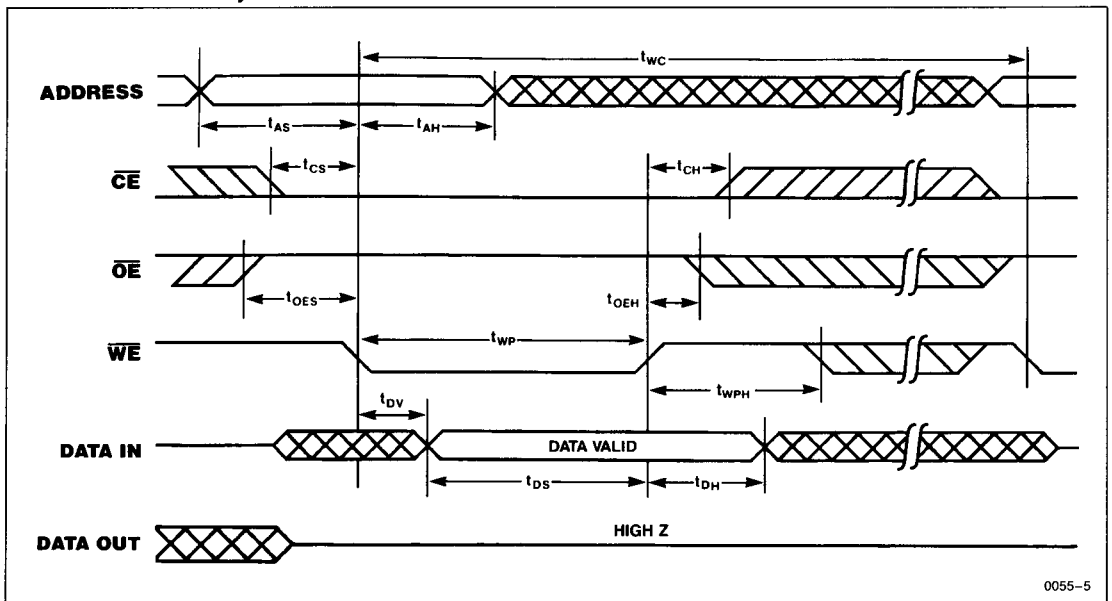 tWC
ADDRESS
tAS
tAH
CE
tCS
tCH
OE
tOES
tOEH
WE
tWP
tWPH
tDV
DATA IN
DATA VALID
tDS
tDH
DATA OUT
HIGH Z
0055-5